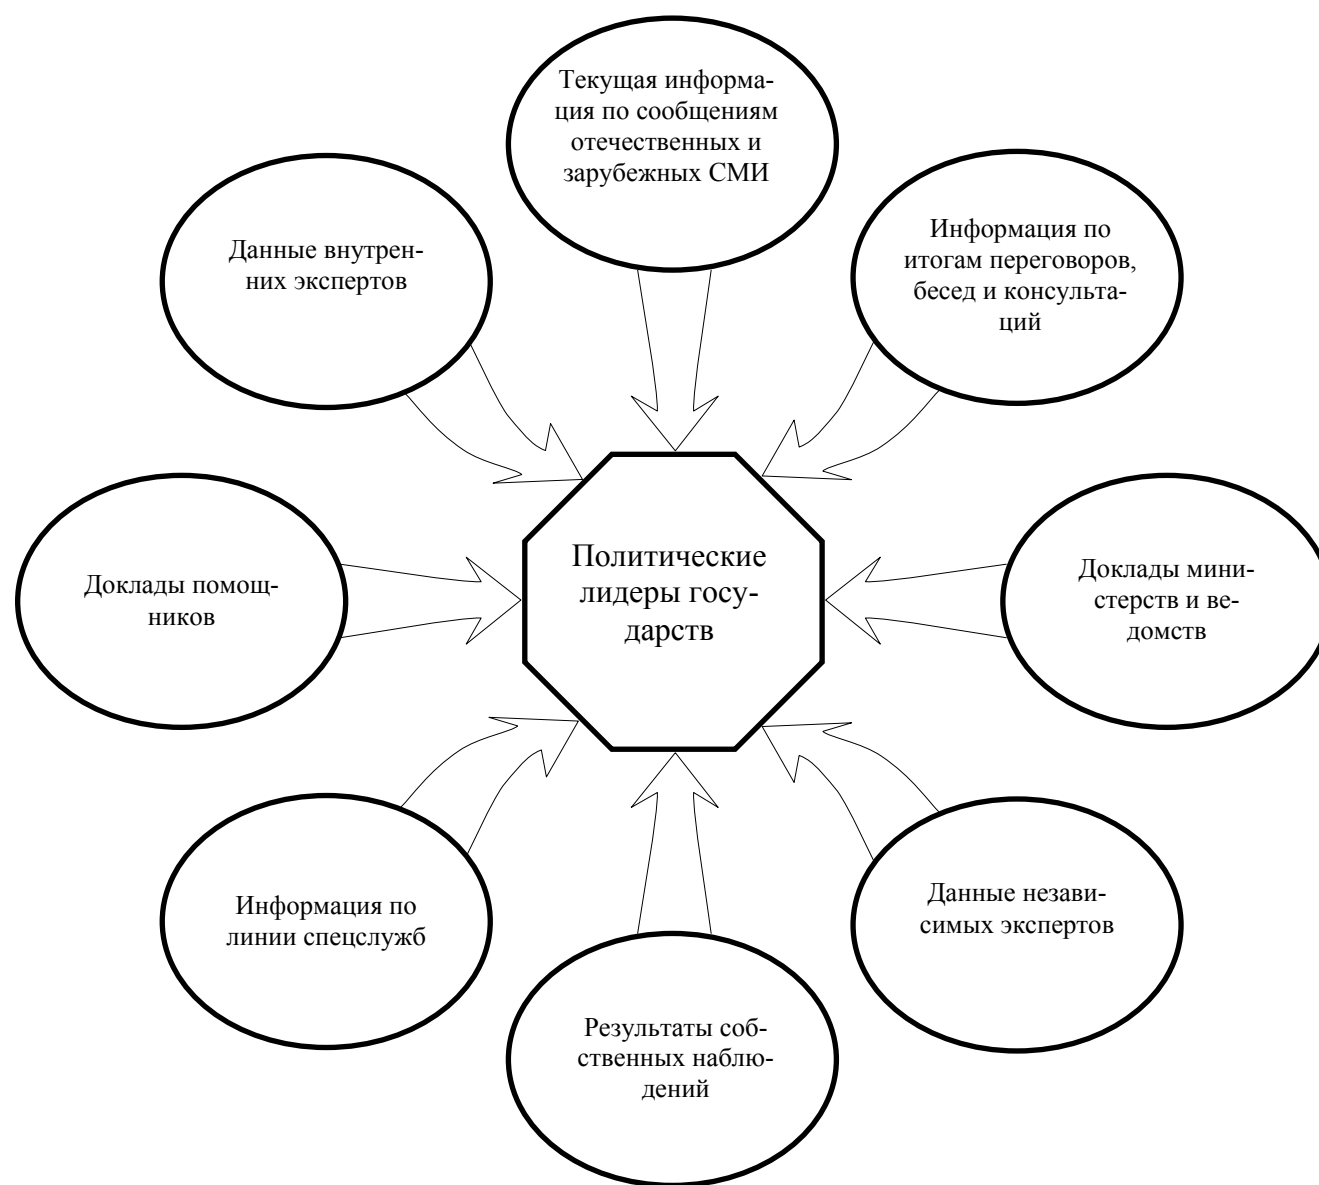 Текущая информа-
ция по сообщениям
отечественных и
зарубежных СМИ
Данные внутрен-
них экспертов
Информация по
итогам переговоров,
бесед и консульта-
ций
Политические
лидеры госу-
дарств
Доклады помощ-
ников
Доклады мини-
стерств и ве-
домств
Информация по
линии спецслужб
Данные незави-
симых экспертов
Результаты соб-
ственных наблю-
дений